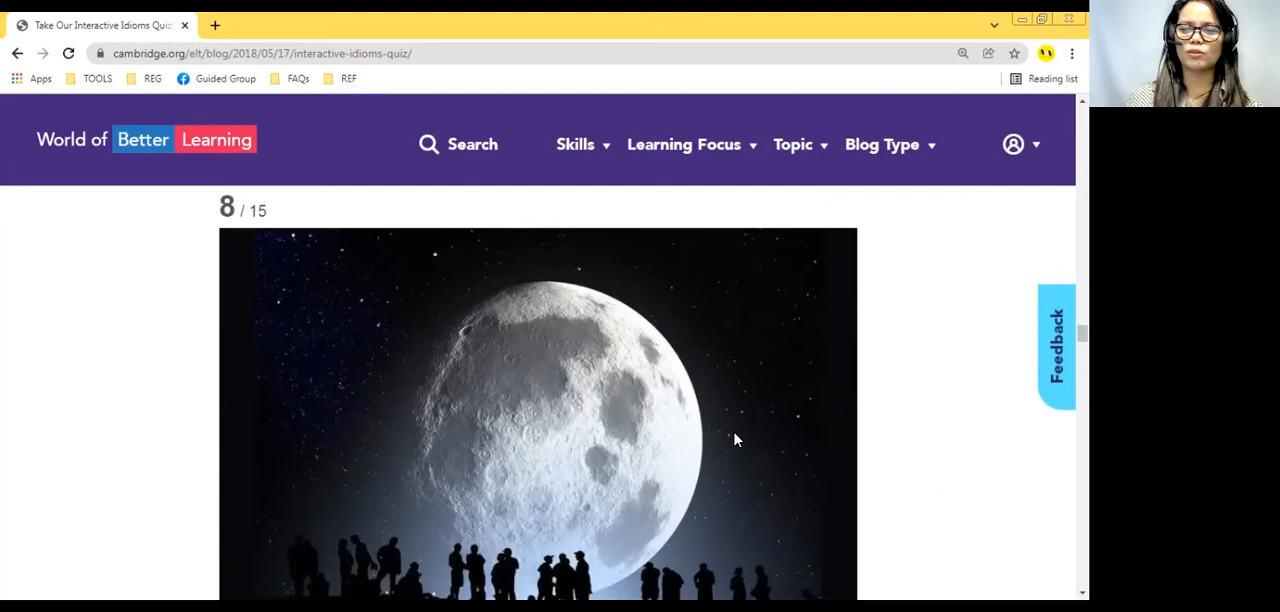 Take Our Interactive Idioms Quiz
cambridge.org/elt/blog/2018/05/17/interactive-idioms-quiz/
Apps TOOLS REG Guided Group FAQs REF Reading list
World of Better Learning Search Skills Learning Focus Topic Blog Type
8 / 15
Feedback